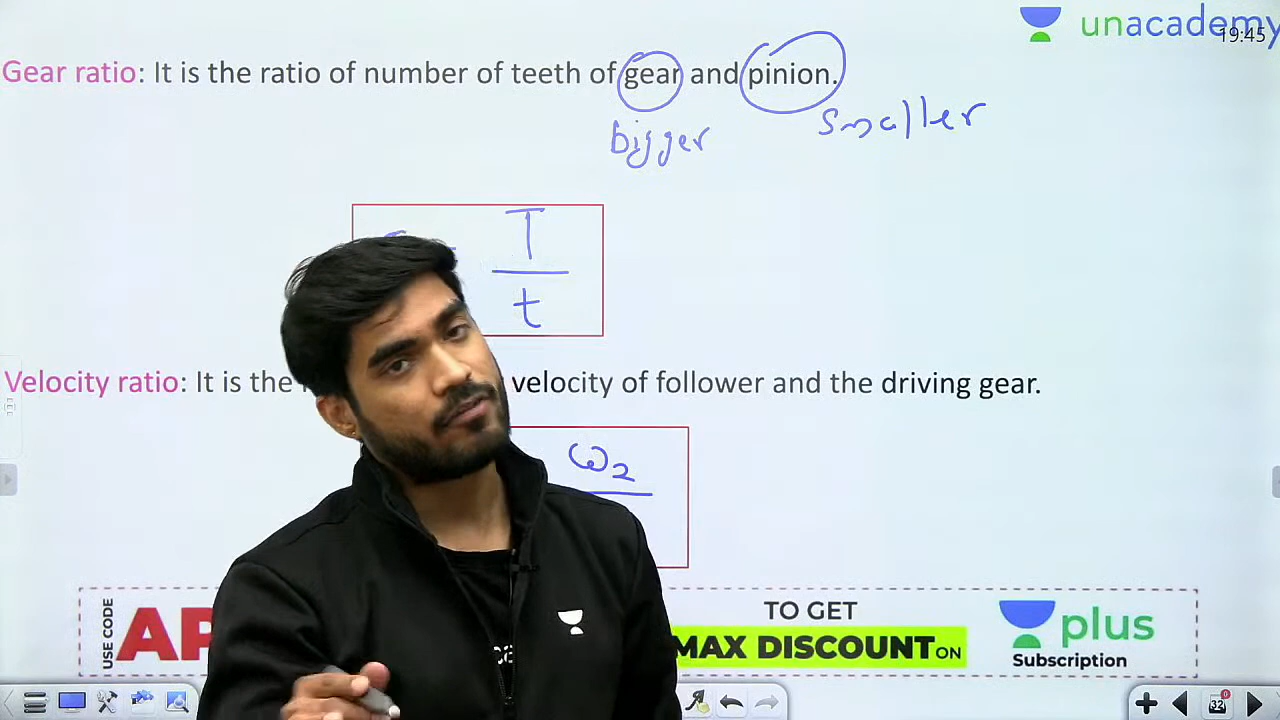 unacademy
19:45
Gear ratio: It is the ratio of number of teeth of gear and pinion.
bigger
smaller
T
t
Velocity ratio: It is the velocity of follower and the driving gear.
ω2
USE CODE
AP
TO GET
MAX DISCOUNT ON
plus
Subscription
32